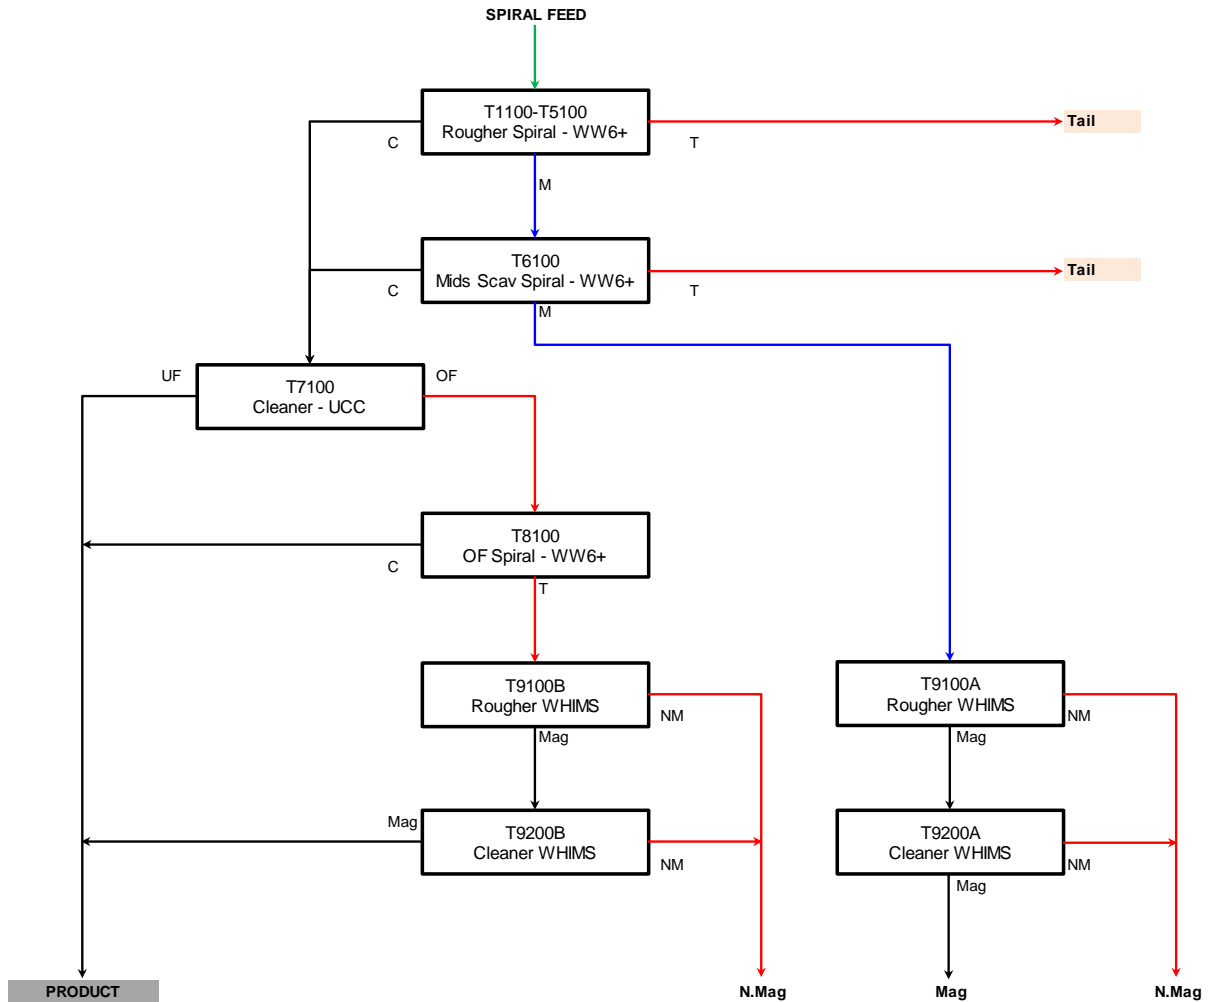 SPIRAL FEED
T1100-T5100
Rougher Spiral - WW6+
Tail
C
T
M
T6100
Mids Scav Spiral - WW6+
Tail
C
T
M
UF
OF
T7100
Cleaner - UCC
T8100
OF Spiral - WW6+
C
T
T9100B
Rougher WHIMS
NM
Mag
T9100A
Rougher WHIMS
NM
Mag
Mag
T9200B
Cleaner WHIMS
NM
T9200A
Cleaner WHIMS
NM
Mag
PRODUCT
N.Mag
Mag
N.Mag